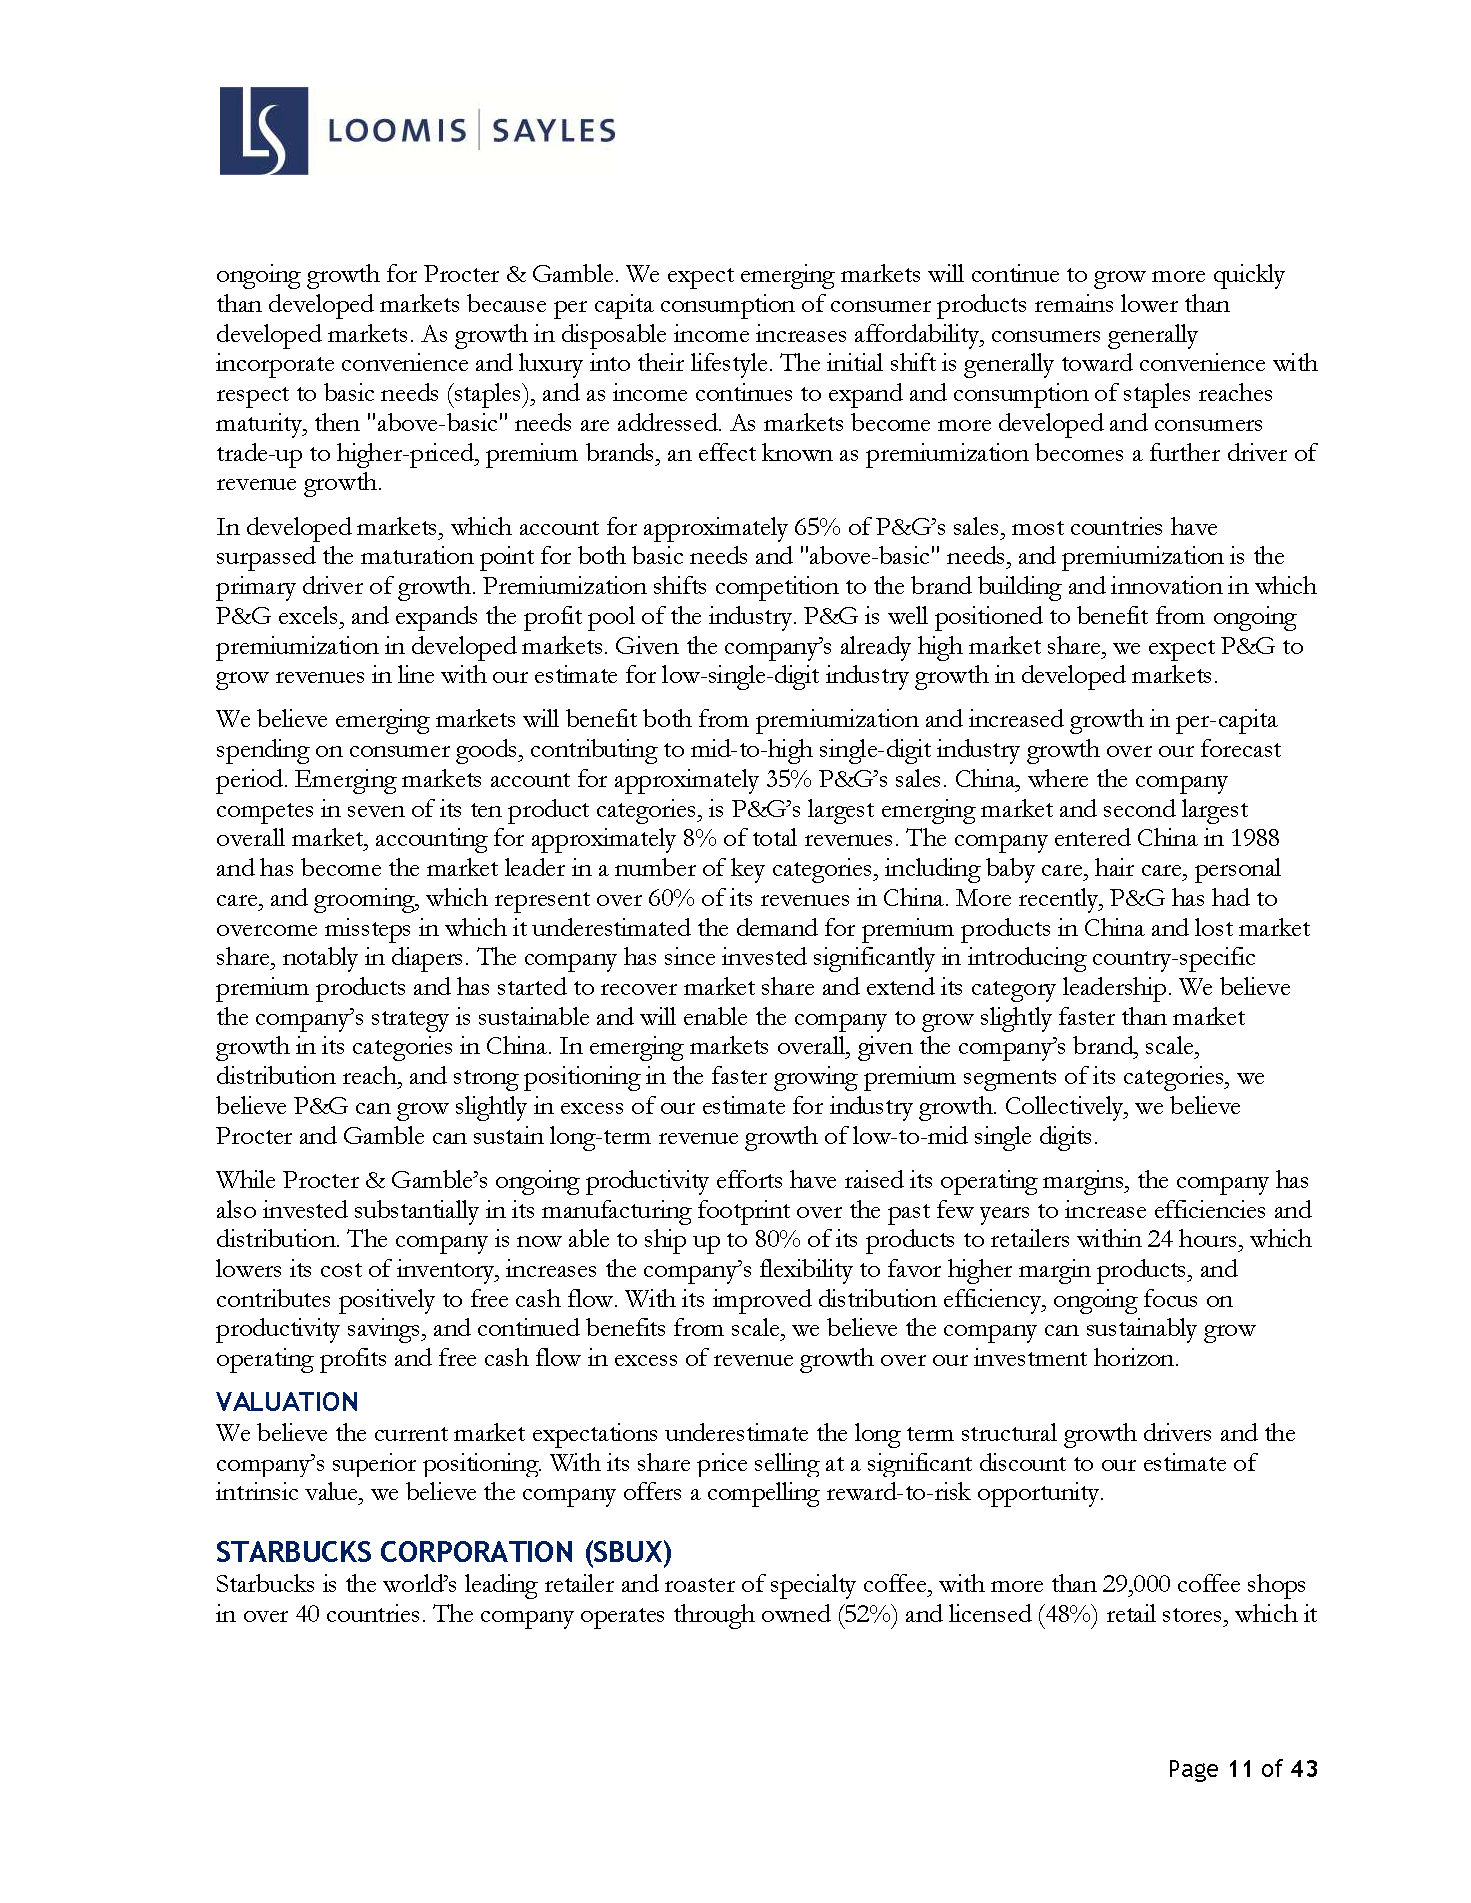 LS LOOMIS | SAYLES
ongoing growth for Procter & Gamble. We expect emerging markets will continue to grow more quickly
than developed markets because per capita consumption of consumer products remains lower than
developed markets. As growth in disposable income increases affordability, consumers generally
incorporate convenience and luxury into their lifestyle. The initial shift is generally toward convenience with
respect to basic needs (staples), and as income continues to expand and consumption of staples reaches
maturity, then "above-basic" needs are addressed. As markets become more developed and consumers
trade-up to higher-priced, premium brands, an effect known as premiumization becomes a further driver of
revenue growth.
In developed markets, which account for approximately 65% of P&G’s sales, most countries have
surpassed the maturation point for both basic needs and "above-basic" needs, and premiumization is the
primary driver of growth. Premiumization shifts competition to the brand building and innovation in which
P&G excels, and expands the profit pool of the industry. P&G is well positioned to benefit from ongoing
premiumization in developed markets. Given the company’s already high market share, we expect P&G to
grow revenues in line with our estimate for low-single-digit industry growth in developed markets.
We believe emerging markets will benefit both from premiumization and increased growth in per-capita
spending on consumer goods, contributing to mid-to-high single-digit industry growth over our forecast
period. Emerging markets account for approximately 35% P&G’s sales. China, where the company
competes in seven of its ten product categories, is P&G’s largest emerging market and second largest
overall market, accounting for approximately 8% of total revenues. The company entered China in 1988
and has become the market leader in a number of key categories, including baby care, hair care, personal
care, and grooming, which represent over 60% of its revenues in China. More recently, P&G has had to
overcome missteps in which it underestimated the demand for premium products in China and lost market
share, notably in diapers. The company has since invested significantly in introducing country-specific
premium products and has started to recover market share and extend its category leadership. We believe
the company’s strategy is sustainable and will enable the company to grow slightly faster than market
growth in its categories in China. In emerging markets overall, given the company’s brand, scale,
distribution reach, and strong positioning in the faster growing premium segments of its categories, we
believe P&G can grow slightly in excess of our estimate for industry growth. Collectively, we believe
Procter and Gamble can sustain long-term revenue growth of low-to-mid single digits.
While Procter & Gamble’s ongoing productivity efforts have raised its operating margins, the company has
also invested substantially in its manufacturing footprint over the past few years to increase efficiencies and
distribution. The company is now able to ship up to 80% of its products to retailers within 24 hours, which
lowers its cost of inventory, increases the company’s flexibility to favor higher margin products, and
contributes positively to free cash flow. With its improved distribution efficiency, ongoing focus on
productivity savings, and continued benefits from scale, we believe the company can sustainably grow
operating profits and free cash flow in excess of revenue growth over our investment horizon.
VALUATION
We believe the current market expectations underestimate the long term structural growth drivers and the
company’s superior positioning. With its share price selling at a significant discount to our estimate of
intrinsic value, we believe the company offers a compelling reward-to-risk opportunity.
STARBUCKS CORPORATION (SBUX)
Starbucks is the world’s leading retailer and roaster of specialty coffee, with more than 29,000 coffee shops
in over 40 countries. The company operates through owned (52%) and licensed (48%) retail stores, which it
Page 11 of 43